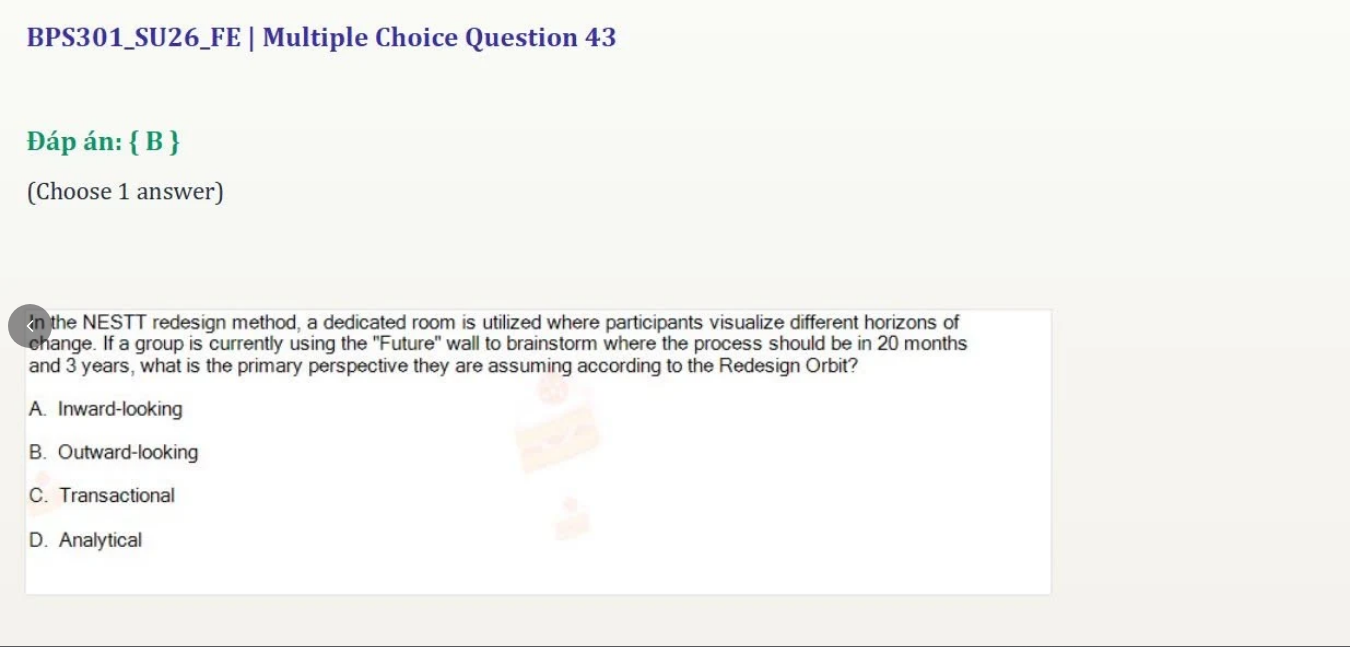 BPS301_SU26_FE | Multiple Choice Question 43
Đáp án: { B }
(Choose 1 answer)
In the NESTT redesign method, a dedicated room is utilized where participants visualize different horizons of
change. If a group is currently using the "Future" wall to brainstorm where the process should be in 20 months
and 3 years, what is the primary perspective they are assuming according to the Redesign Orbit?
A. Inward-looking
B. Outward-looking
C. Transactional
D. Analytical